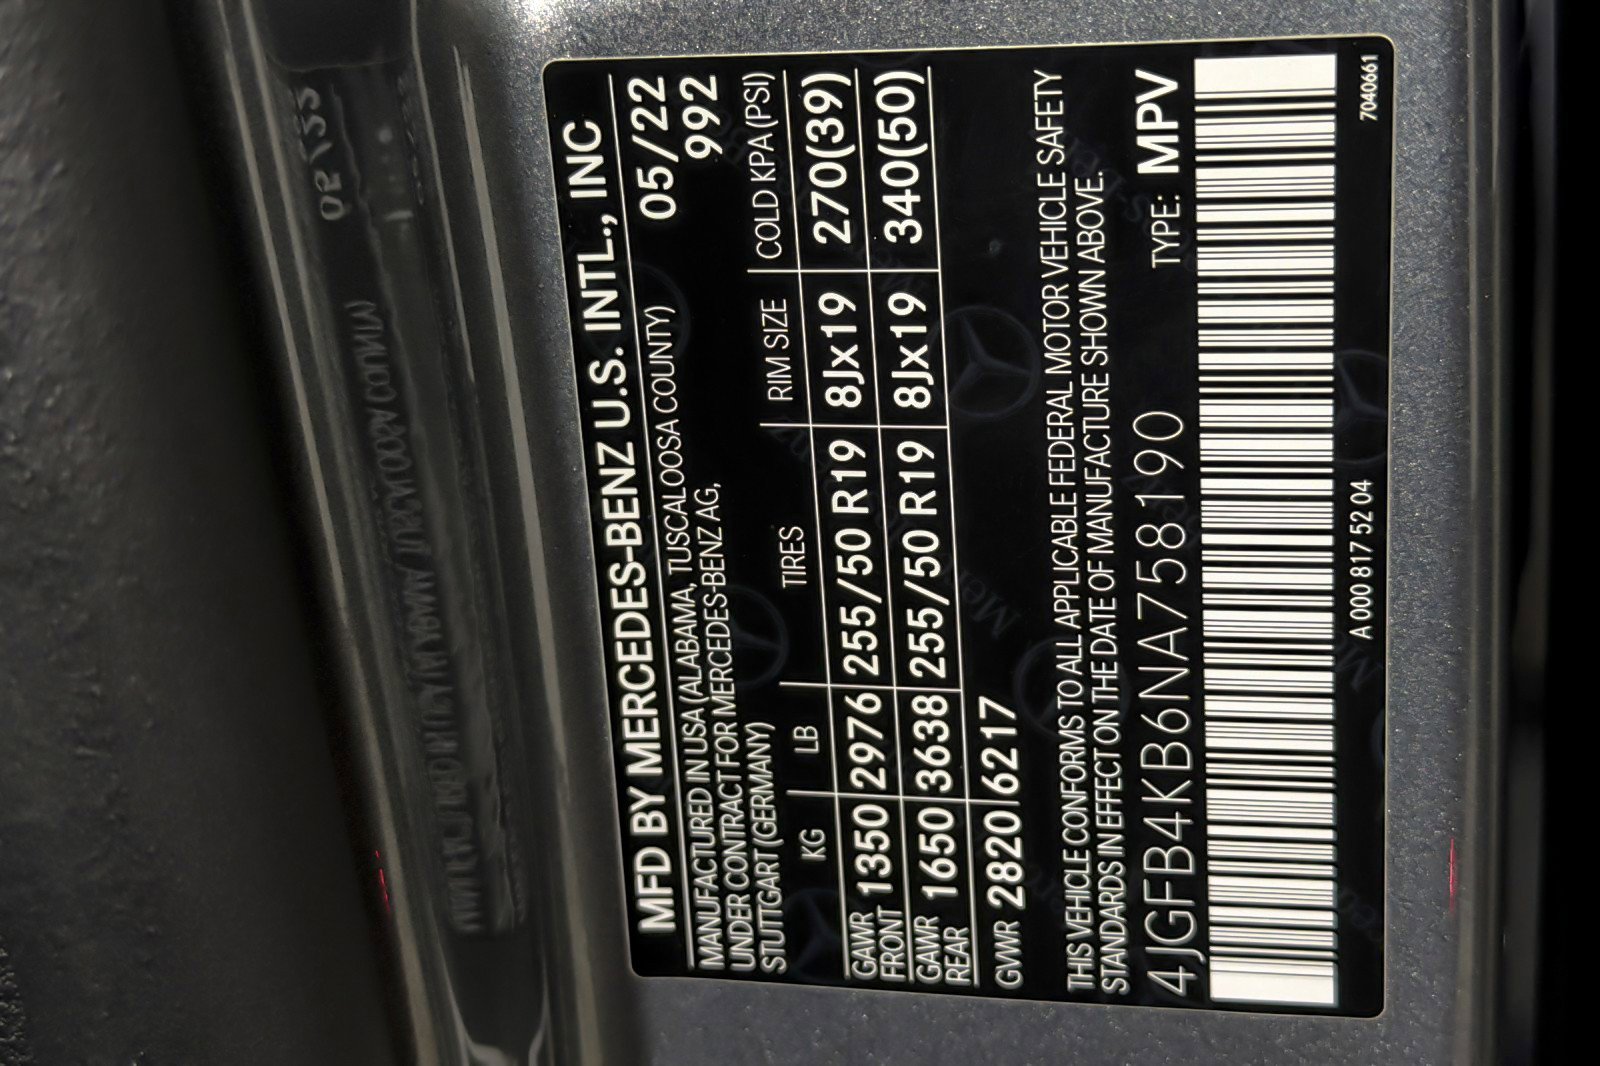 MFD BY MERCEDES-BENZ U.S. INTL., INC
MANUFACTURED IN USA (ALABAMA, TUSCALOOSA COUNTY) 05/22
UNDER CONTRACT FOR MERCEDES-BENZ AG, 992
STUTTGART (GERMANY)
KG LB TIRES RIM SIZE COLD KPA (PSI)
GAWR FRONT 1350 2976 255/50 R19 8Jx19 270(39)
GAWR REAR 1650 3638 255/50 R19 8Jx19 340(50)
GVWR 2820 6217
THIS VEHICLE CONFORMS TO ALL APPLICABLE FEDERAL MOTOR VEHICLE SAFETY
STANDARDS IN EFFECT ON THE DATE OF MANUFACTURE SHOWN ABOVE.
4JGFB4KB6NA758190 TYPE: MPV
A 000 817 52 04 7040661